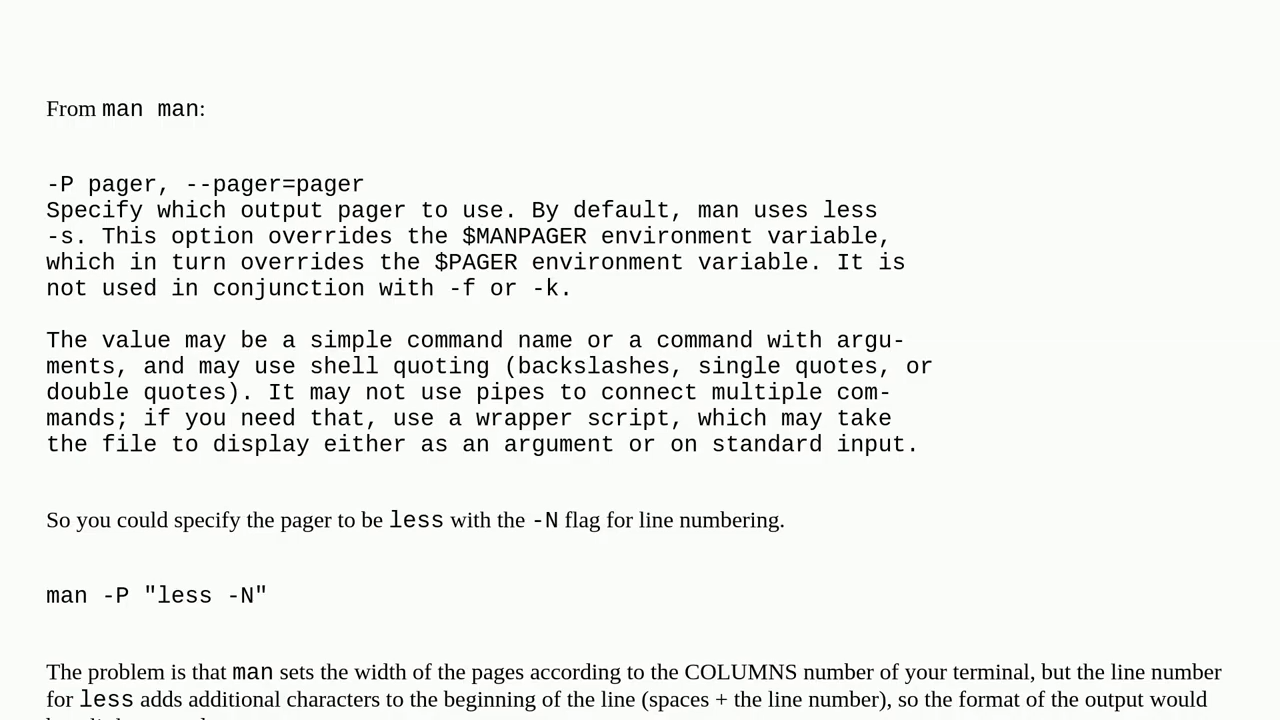 From man man:
-P pager, --pager=pager
Specify which output pager to use. By default, man uses less
-s. This option overrides the $MANPAGER environment variable,
which in turn overrides the $PAGER environment variable. It is
not used in conjunction with -f or -k.
The value may be a simple command name or a command with argu-
ments, and may use shell quoting (backslashes, single quotes, or
double quotes). It may not use pipes to connect multiple com-
mands; if you need that, use a wrapper script, which may take
the file to display either as an argument or on standard input.
So you could specify the pager to be less with the -N flag for line numbering.
man -P "less -N"
The problem is that man sets the width of the pages according to the COLUMNS number of your terminal, but the line number
for less adds additional characters to the beginning of the line (spaces + the line number), so the format of the output would